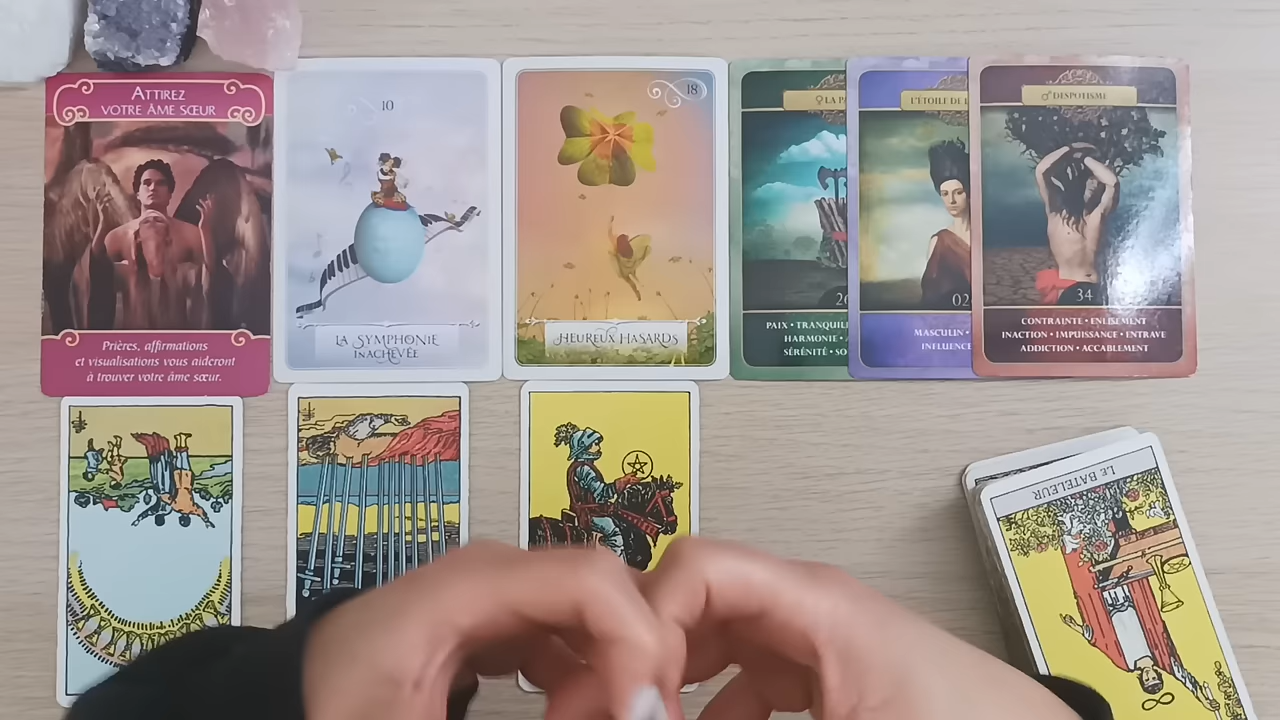 ATTIREZ
VOTRE ÂME SŒUR
Prières, affirmations
et visualisations vous aideront
à trouver votre âme sœur.
10
LA SYMPHONIE
INACHEVÉE
18
HEUREUX HASARDS
♀LA P
PAIX • TRANQUIL
HARMONIE •
SÉRÉNITÉ • SO
L'ÉTOILE DE
02
MASCULIN •
INFLUENCE
♂DESPOTISME
34
CONTRAINTE • ENLISEMENT
INACTION • IMPUISSANCE • ENTRAVE
ADDICTION • ACCABLEMENT
LE BATELEUR